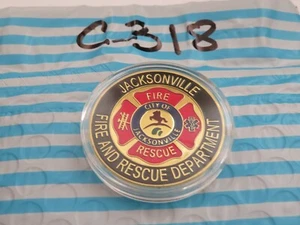 C-318
JACKSONVILLE
FIRE
CITY OF
JACKSONVILLE
RESCUE
FIRE AND RESCUE DEPARTMENT